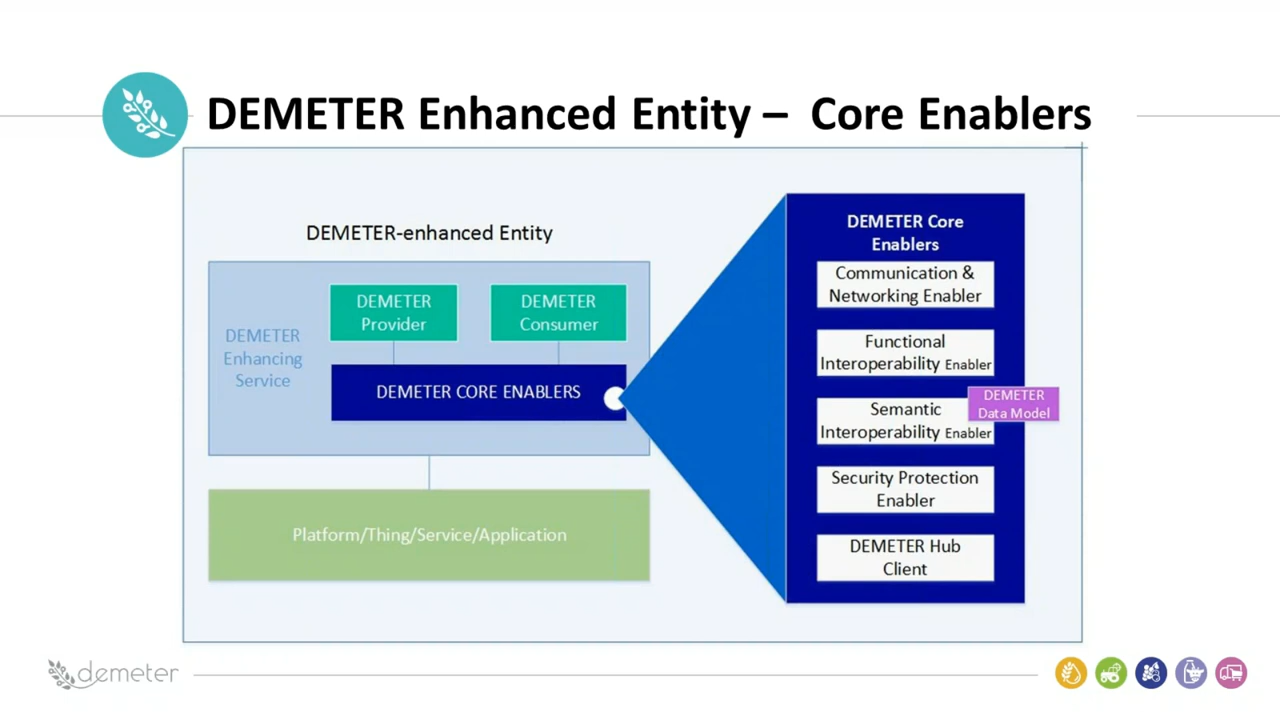 DEMETER Enhanced Entity – Core Enablers
DEMETER-enhanced Entity
DEMETER
Enhancing
Service
DEMETER
Provider
DEMETER
Consumer
DEMETER CORE ENABLERS
Platform/Thing/Service/Application
DEMETER Core
Enablers
Communication &
Networking Enabler
Functional
Interoperability Enabler
Semantic
Interoperability Enabler
DEMETER
Data Model
Security Protection
Enabler
DEMETER Hub
Client
demeter